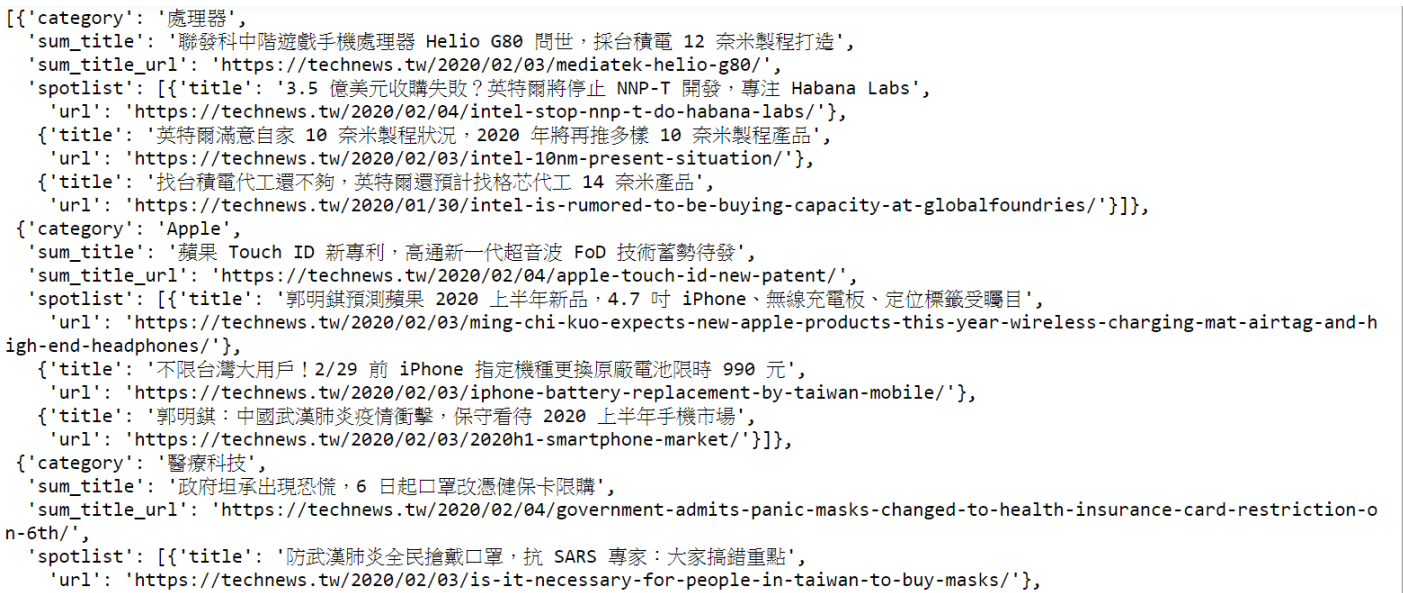 [{'category': '處理器',
'sum_title': '聯發科中階遊戲手機處理器 Helio G80 問世，採台積電 12 奈米製程打造',
'sum_title_url': 'https://technews.tw/2020/02/03/mediatek-helio-g80/',
'spotlist': [{'title': '3.5 億美元收購失敗？英特爾將停止 NNP-T 開發，專注 Habana Labs',
'url': 'https://technews.tw/2020/02/04/intel-stop-nnp-t-do-habana-labs/'},
{'title': '英特爾滿意自家 10 奈米製程狀況，2020 年將再推多樣 10 奈米製程產品',
'url': 'https://technews.tw/2020/02/03/intel-10nm-present-situation/'},
{'title': '找台積電代工還不夠，英特爾還預計找格芯代工 14 奈米產品',
'url': 'https://technews.tw/2020/01/30/intel-is-rumored-to-be-buying-capacity-at-globalfoundries/'}]},
{'category': 'Apple',
'sum_title': '蘋果 Touch ID 新專利，高通新一代超音波 FoD 技術蓄勢待發',
'sum_title_url': 'https://technews.tw/2020/02/04/apple-touch-id-new-patent/',
'spotlist': [{'title': '郭明錤預測蘋果 2020 上半年新品，4.7 吋 iPhone、無線充電板、定位標籤受矚目',
'url': 'https://technews.tw/2020/02/03/ming-chi-kuo-expects-new-apple-products-this-year-wireless-charging-mat-airtag-and-h
igh-end-headphones/'},
{'title': '不限台灣大用戶！2/29 前 iPhone 指定機種更換原廠電池限時 990 元',
'url': 'https://technews.tw/2020/02/03/iphone-battery-replacement-by-taiwan-mobile/'},
{'title': '郭明錤：中國武漢肺炎疫情衝擊，保守看待 2020 上半年手機市場',
'url': 'https://technews.tw/2020/02/03/2020h1-smartphone-market/'}]},
{'category': '醫療科技',
'sum_title': '政府坦承出現恐慌，6 日起口罩改憑健保卡限購',
'sum_title_url': 'https://technews.tw/2020/02/04/government-admits-panic-masks-changed-to-health-insurance-card-restriction-o
n-6th/',
'spotlist': [{'title': '防武漢肺炎全民搶戴口罩，抗 SARS 專家：大家搞錯重點',
'url': 'https://technews.tw/2020/02/03/is-it-necessary-for-people-in-taiwan-to-buy-masks/'},